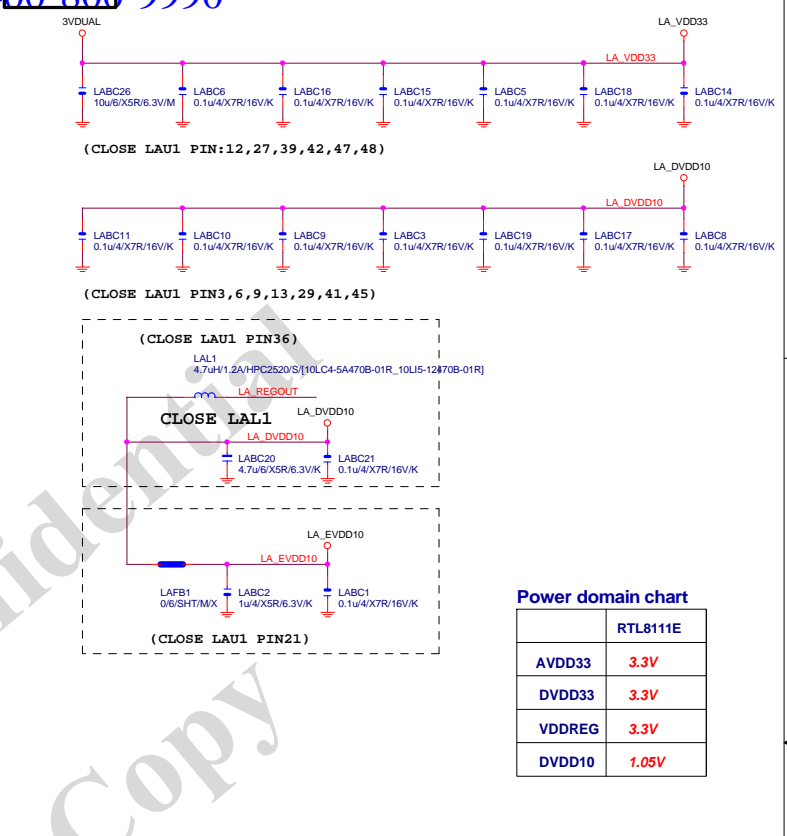 3VDUAL
LA_VDD33
LA_VDD33
LABC26
10u/6/X5R/6.3V/M
LABC6
0.1u/4/X7R/16V/K
LABC16
0.1u/4/X7R/16V/K
LABC15
0.1u/4/X7R/16V/K
LABC5
0.1u/4/X7R/16V/K
LABC18
0.1u/4/X7R/16V/K
LABC14
0.1u/4/X7R/16V/K
(CLOSE LAU1 PIN:12,27,39,42,47,48)
LA_DVDD10
LA_DVDD10
LABC11
0.1u/4/X7R/16V/K
LABC10
0.1u/4/X7R/16V/K
LABC9
0.1u/4/X7R/16V/K
LABC3
0.1u/4/X7R/16V/K
LABC19
0.1u/4/X7R/16V/K
LABC17
0.1u/4/X7R/16V/K
LABC8
0.1u/4/X7R/16V/K
(CLOSE LAU1 PIN3,6,9,13,29,41,45)
(CLOSE LAU1 PIN36)
LAL1
4.7uH/1.2A/HPC2520/S/[10LC4-5A470B-01R_10LI5-12470B-01R]
LA_REGOUT
CLOSE LAL1
LA_DVDD10
LA_DVDD10
LABC20
4.7u/6/X5R/6.3V/K
LABC21
0.1u/4/X7R/16V/K
LA_EVDD10
LA_EVDD10
LAFB1
0/6/SHT/M/X
LABC2
1u/4/X5R/6.3V/K
LABC1
0.1u/4/X7R/16V/K
(CLOSE LAU1 PIN21)
Power domain chart
RTL8111E
AVDD33 3.3V
DVDD33 3.3V
VDDREG 3.3V
DVDD10 1.05V
Copy